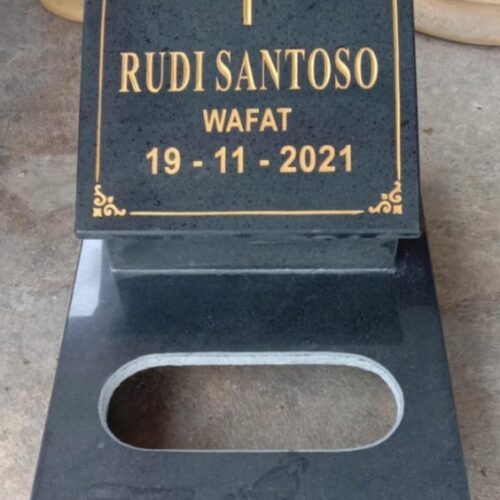 RUDI SANTOSO
WAFAT
19 - 11 - 2021